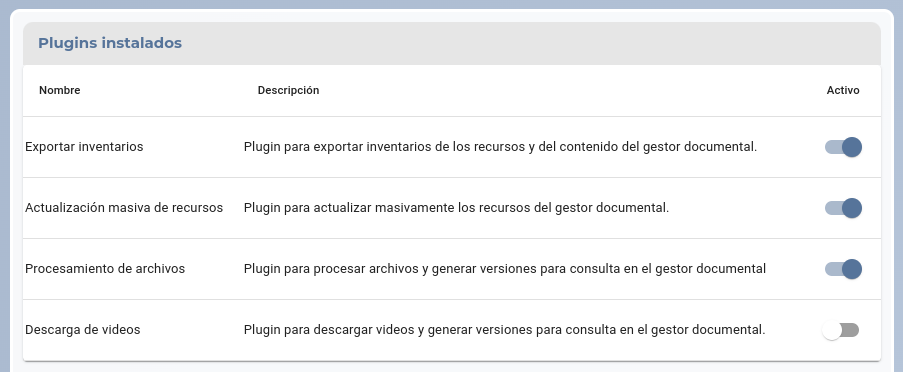 Plugins instalados
Nombre Descripción Activo
Exportar inventarios Plugin para exportar inventarios de los recursos y del contenido del gestor documental.
Actualización masiva de recursos Plugin para actualizar masivamente los recursos del gestor documental.
Procesamiento de archivos Plugin para procesar archivos y generar versiones para consulta en el gestor documental
Descarga de videos Plugin para descargar videos y generar versiones para consulta en el gestor documental.